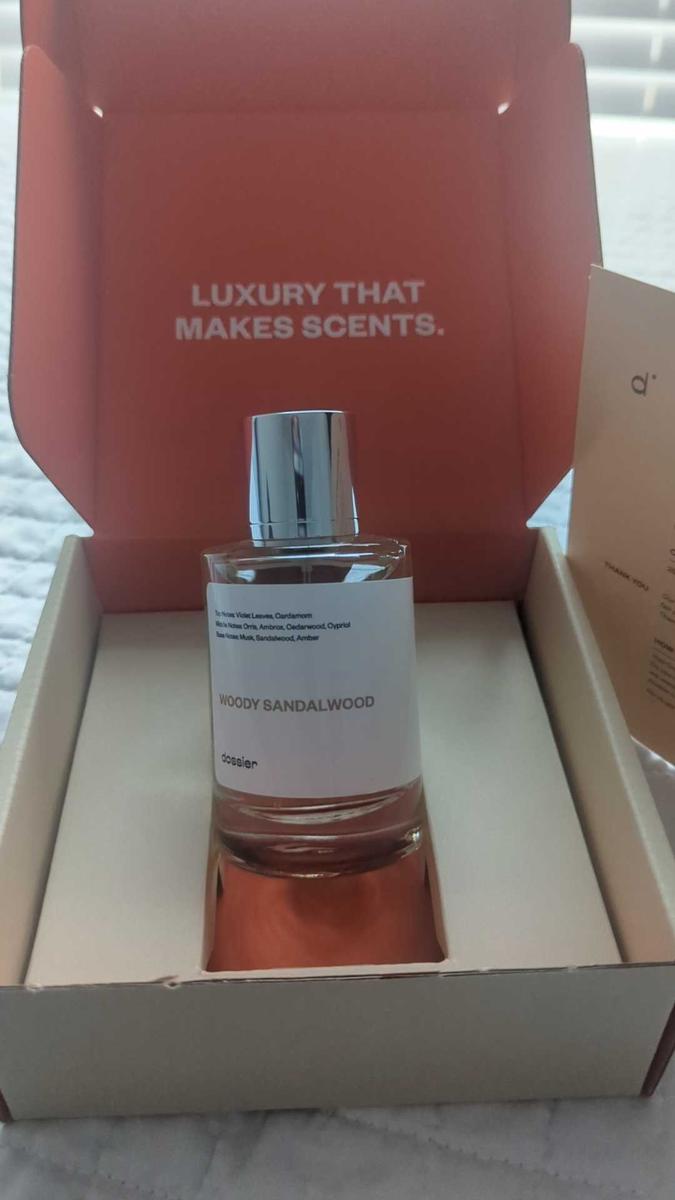 LUXURY THAT
MAKES SCENTS.
d.
THANK YOU
Top Notes: Violet Leaves, Cardamom
Middle Notes: Orris, Ambrox, Cedarwood, Cypriol
Base Notes: Musk, Sandalwood, Amber
WOODY SANDALWOOD
dossier